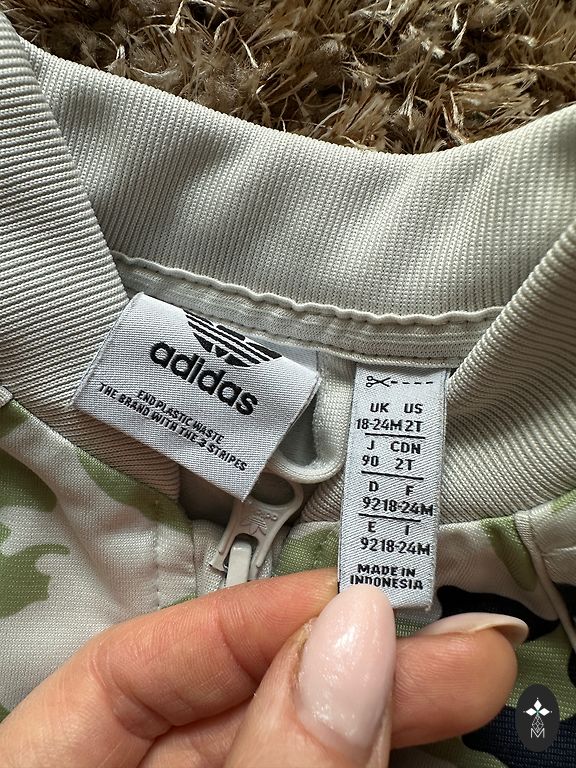 adidas
END PLASTIC WASTE
THE BRAND WITH THE 3 STRIPES
UK US
18-24M 2T
J CDN
90 2T
D F
92 18-24M
E I
92 18-24M
MADE IN
INDONESIA
M